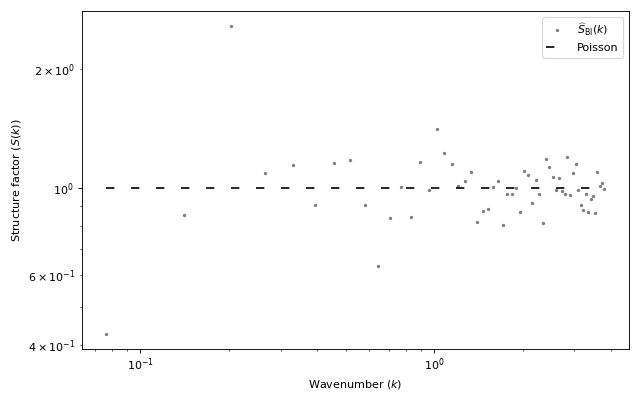 Ŝ_BI(k)
Poisson
2 × 10⁰
10⁰
6 × 10⁻¹
4 × 10⁻¹
Structure factor (S(k))
10⁻¹
10⁰
Wavenumber (k)